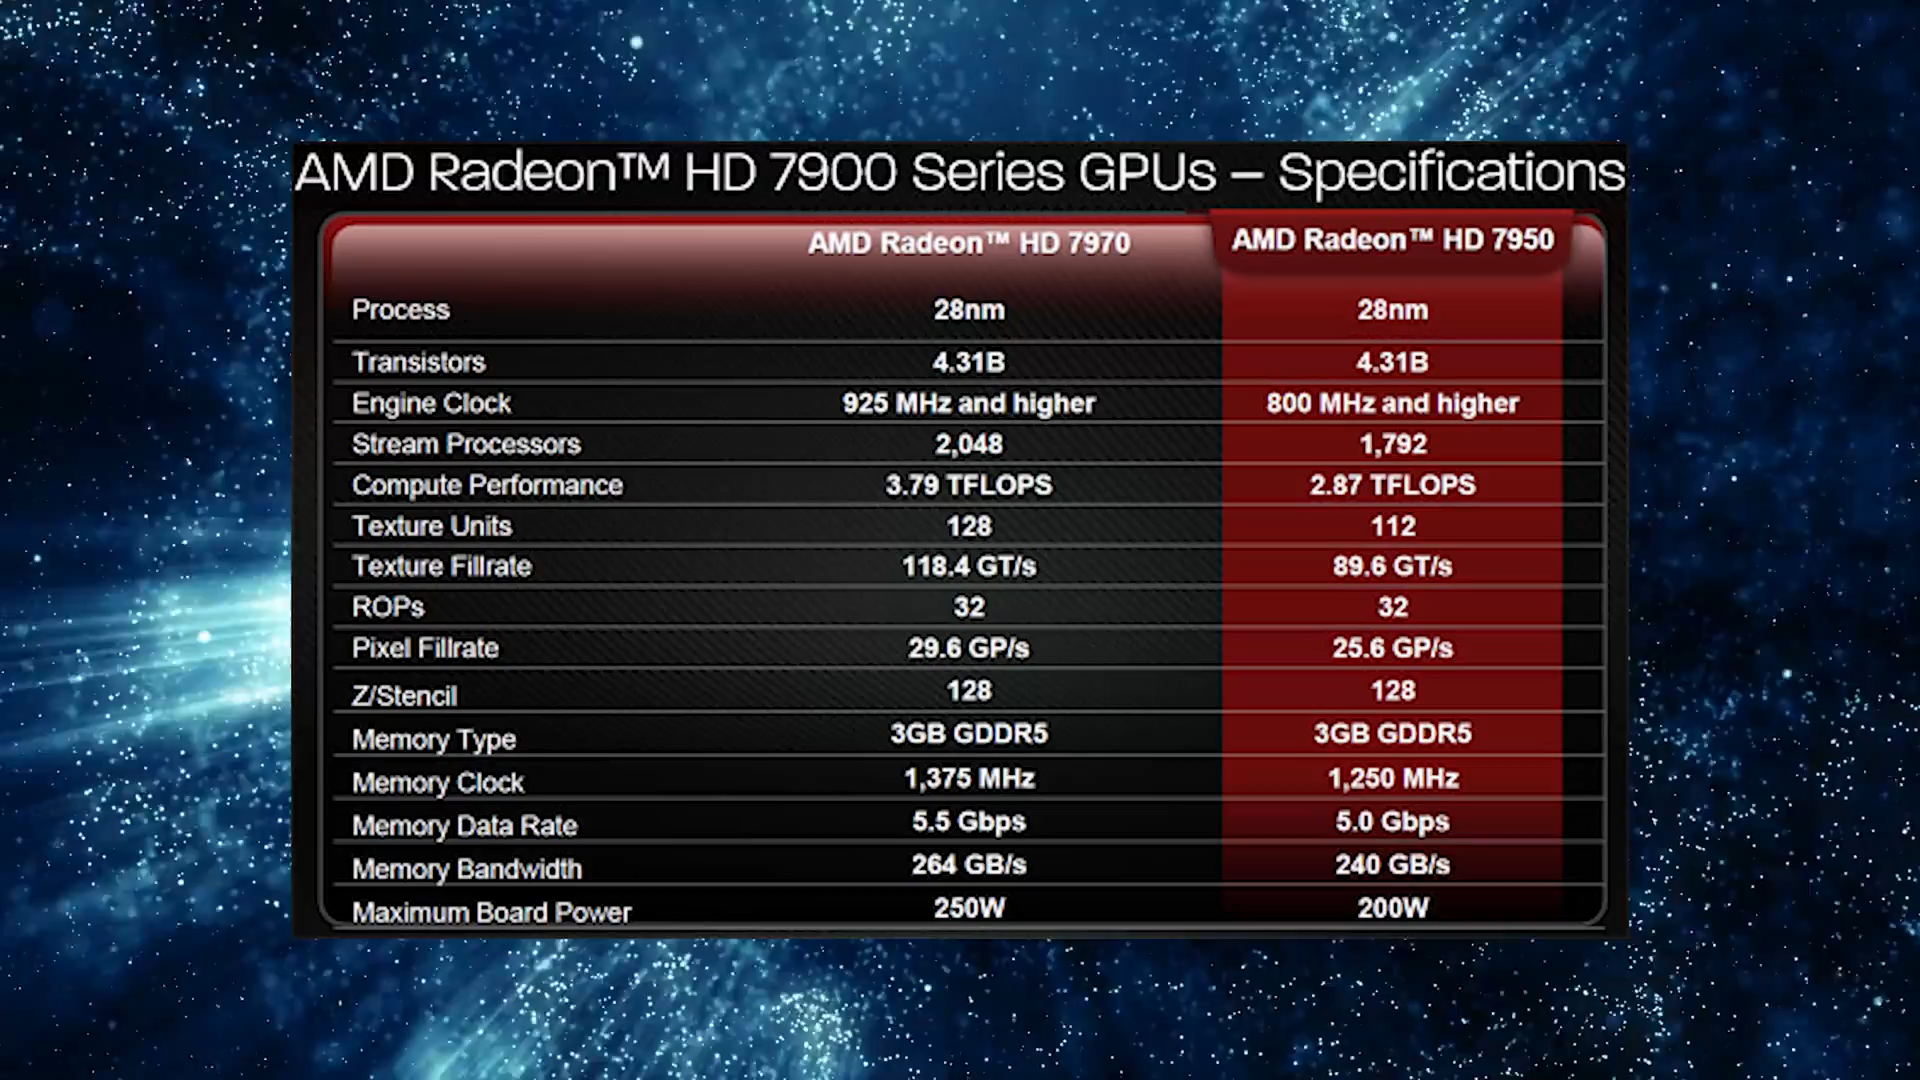 AMD Radeon™ HD 7900 Series GPUs – Specifications
AMD Radeon™ HD 7970 AMD Radeon™ HD 7950
Process 28nm 28nm
Transistors 4.31B 4.31B
Engine Clock 925 MHz and higher 800 MHz and higher
Stream Processors 2,048 1,792
Compute Performance 3.79 TFLOPS 2.87 TFLOPS
Texture Units 128 112
Texture Fillrate 118.4 GT/s 89.6 GT/s
ROPs 32 32
Pixel Fillrate 29.6 GP/s 25.6 GP/s
Z/Stencil 128 128
Memory Type 3GB GDDR5 3GB GDDR5
Memory Clock 1,375 MHz 1,250 MHz
Memory Data Rate 5.5 Gbps 5.0 Gbps
Memory Bandwidth 264 GB/s 240 GB/s
Maximum Board Power 250W 200W